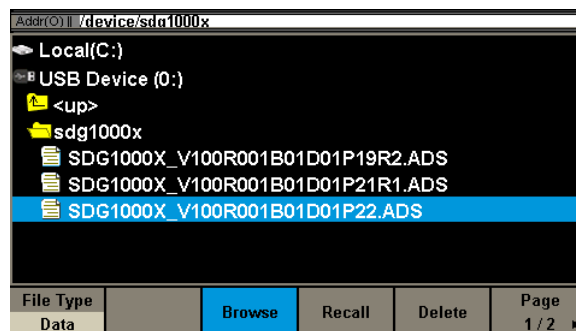 Addr(O)|| /device/sdg1000x
Local(C:)
USB Device (0:)
<up>
sdg1000x
SDG1000X_V100R001B01D01P19R2.ADS
SDG1000X_V100R001B01D01P21R1.ADS
SDG1000X_V100R001B01D01P22.ADS
File Type Browse Recall Delete Page
Data 1/2